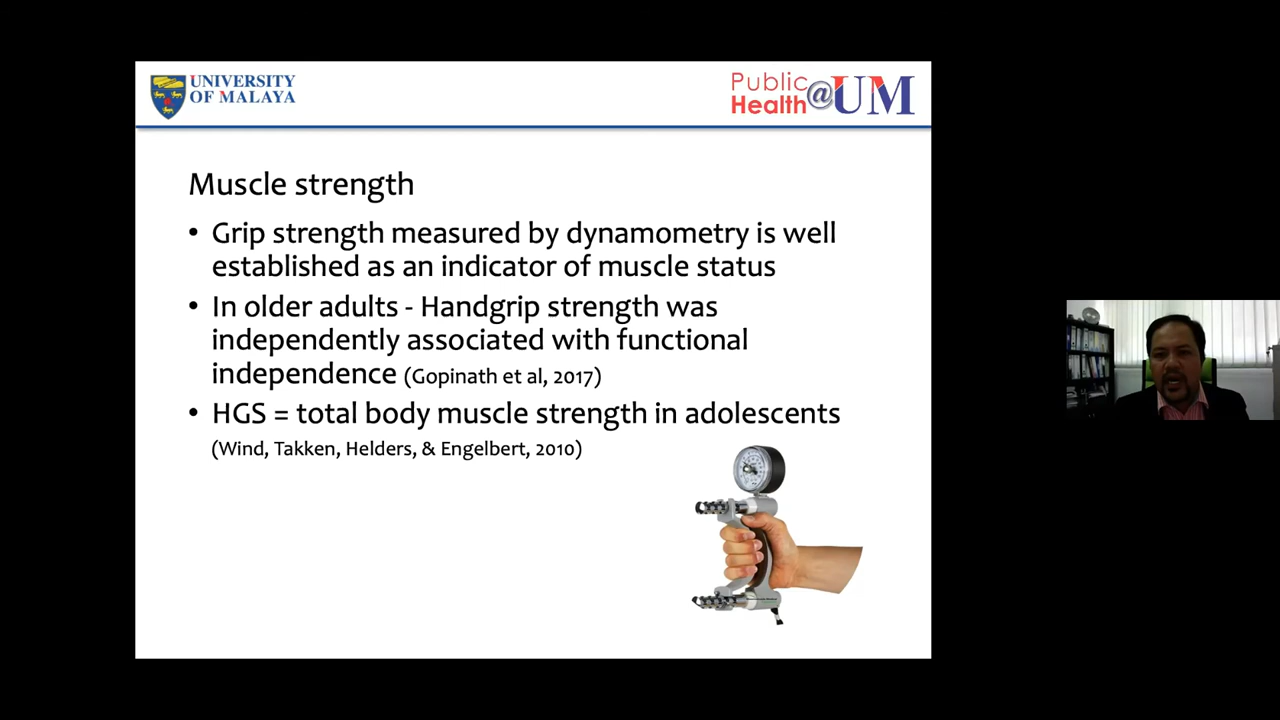 UNIVERSITY
OF MALAYA
Public
Health@UM
Muscle strength
• Grip strength measured by dynamometry is well
established as an indicator of muscle status
• In older adults - Handgrip strength was
independently associated with functional
independence (Gopinath et al, 2017)
• HGS = total body muscle strength in adolescents
(Wind, Takken, Helders, & Engelbert, 2010)